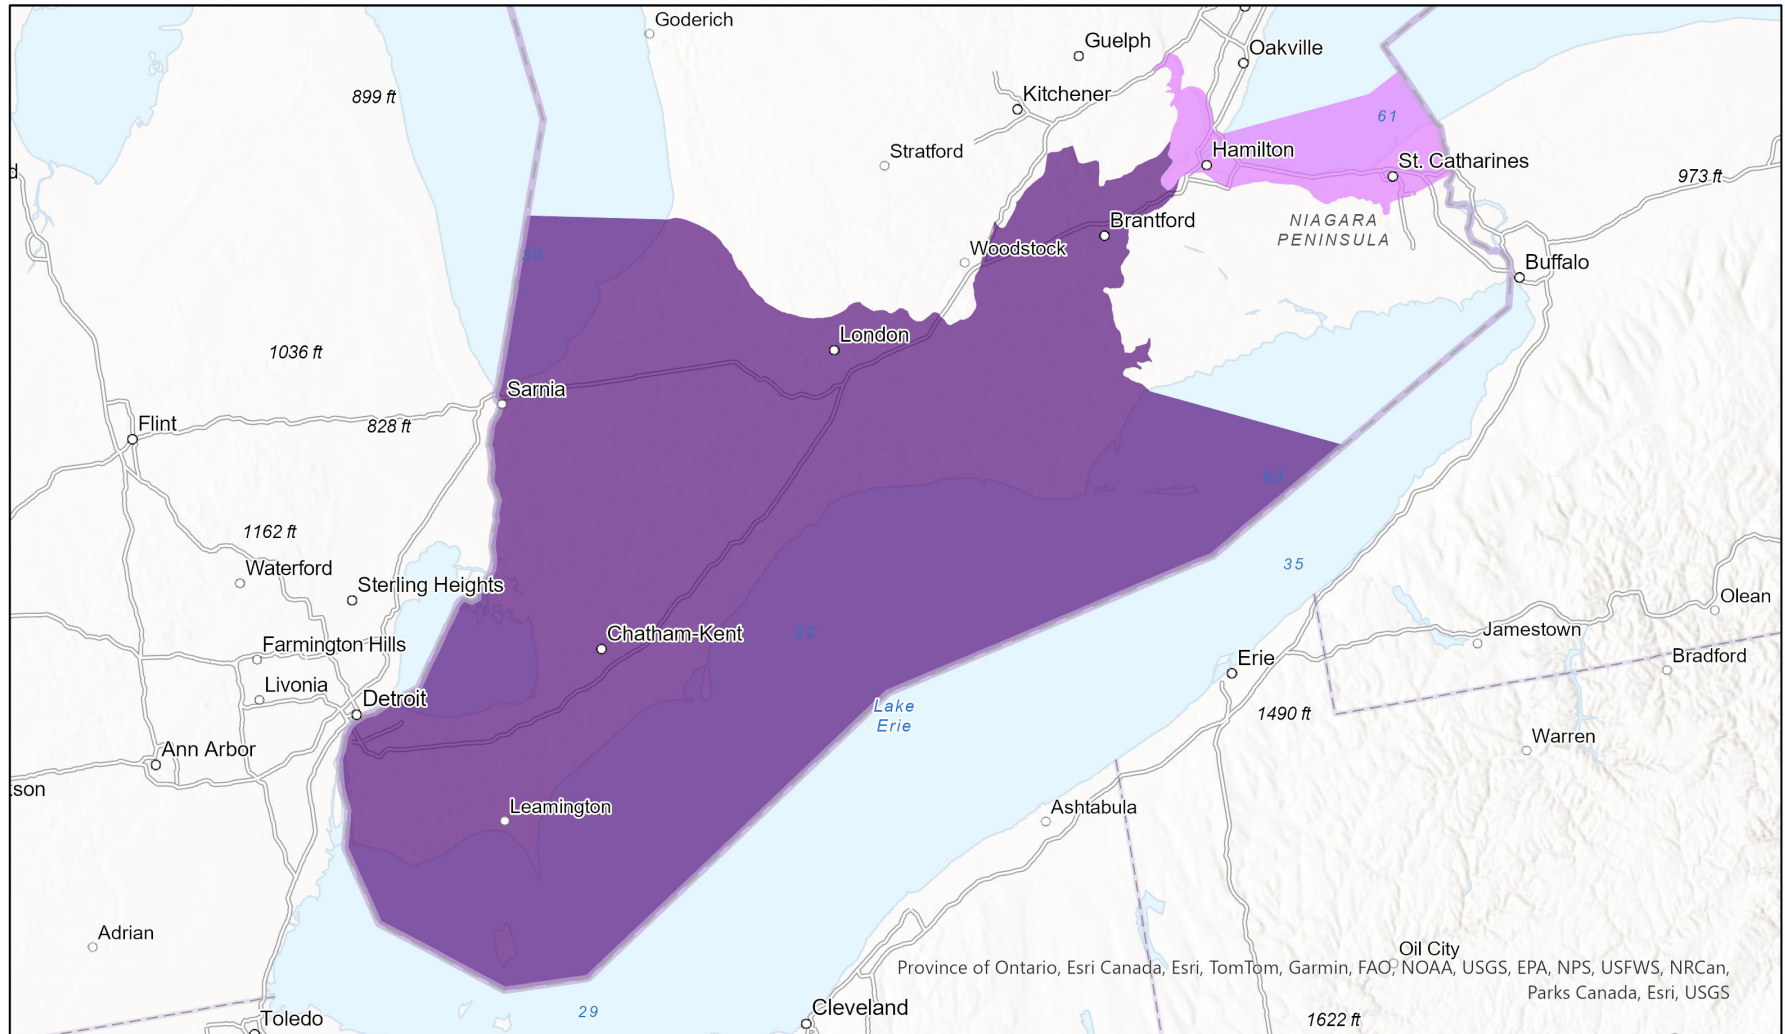 Goderich
Guelph
Oakville
899 ft
Kitchener
61
Stratford
Hamilton
St. Catharines
d
973 ft
Brantford
NIAGARA
PENINSULA
Woodstock
30
Buffalo
London
1036 ft
Sarnia
Flint
828 ft
63
1162 ft
Waterford
Sterling Heights
35
Olean
Chatham-Kent
22
Jamestown
Farmington Hills
Erie
Bradford
Livonia
Detroit
Lake
Erie
1490 ft
Ann Arbor
Warren
son
Leamington
Ashtabula
Adrian
Oil City
Province of Ontario, Esri Canada, Esri, TomTom, Garmin, FAO, NOAA, USGS, EPA, NPS, USFWS, NRCan,
Parks Canada, Esri, USGS
29
Cleveland
Toledo
1622 ft